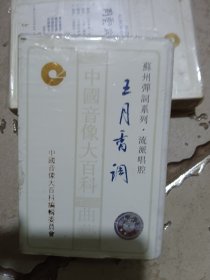 蘇州彈詞系列·流派唱腔
王月香调
中國音像大百科
中國音像大百科編輯委員會